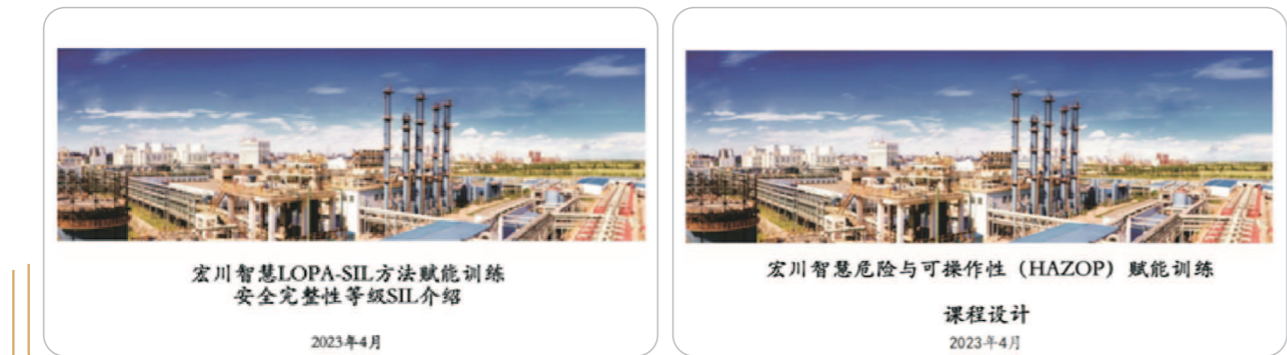 宏川智慧LOPA-SIL方法赋能训练
安全完整性等级SIL介绍
2023年4月
宏川智慧危险与可操作性（HAZOP）赋能训练
课程设计
2023年4月